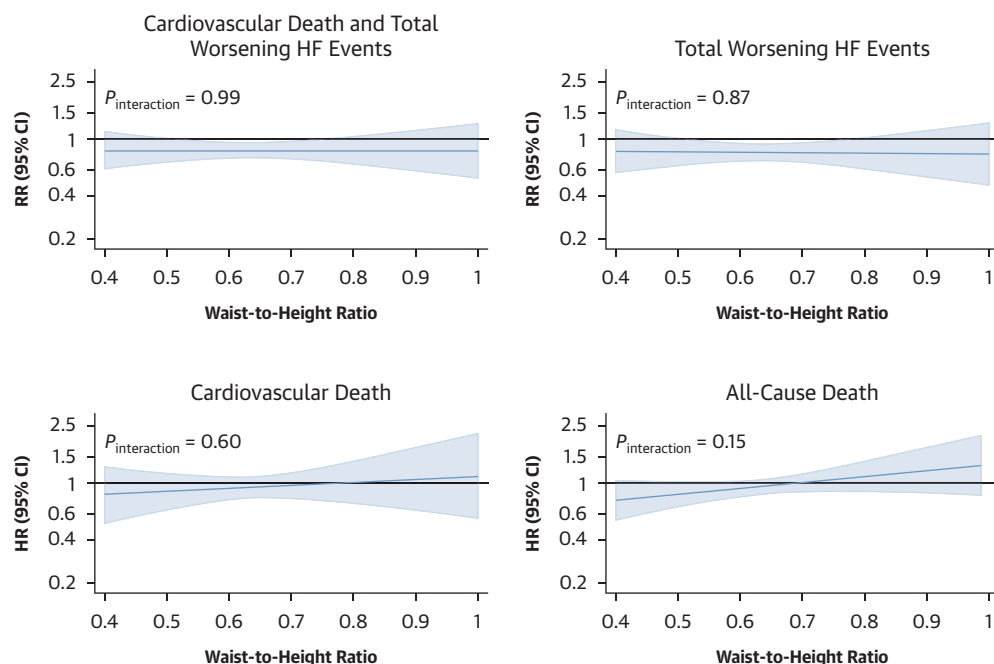 Cardiovascular Death and Total
Worsening HF Events
RR (95% CI)
2.5
1.5
1
0.6
0.4
0.2
P interaction = 0.99
0.4 0.5 0.6 0.7 0.8 0.9 1
Waist-to-Height Ratio
Total Worsening HF Events
RR (95% CI)
2.5
1.5
1
0.6
0.4
0.2
P interaction = 0.87
0.4 0.5 0.6 0.7 0.8 0.9 1
Waist-to-Height Ratio
Cardiovascular Death
HR (95% CI)
2.5
1.5
1
0.6
0.4
0.2
P interaction = 0.60
0.4 0.5 0.6 0.7 0.8 0.9 1
Waist-to-Height Ratio
All-Cause Death
HR (95% CI)
2.5
1.5
1
0.6
0.4
0.2
P interaction = 0.15
0.4 0.5 0.6 0.7 0.8 0.9 1
Waist-to-Height Ratio